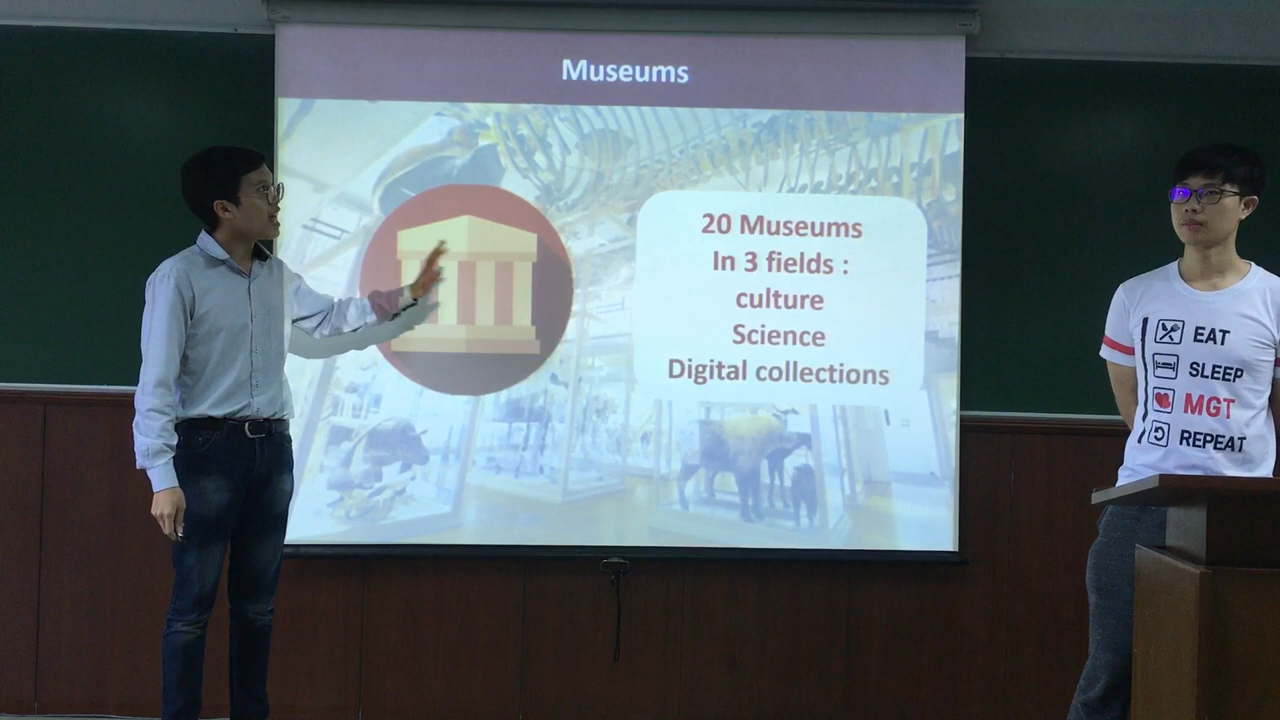 Museums
20 Museums
In 3 fields :
culture
Science
Digital collections
EAT
SLEEP
MGT
REPEAT